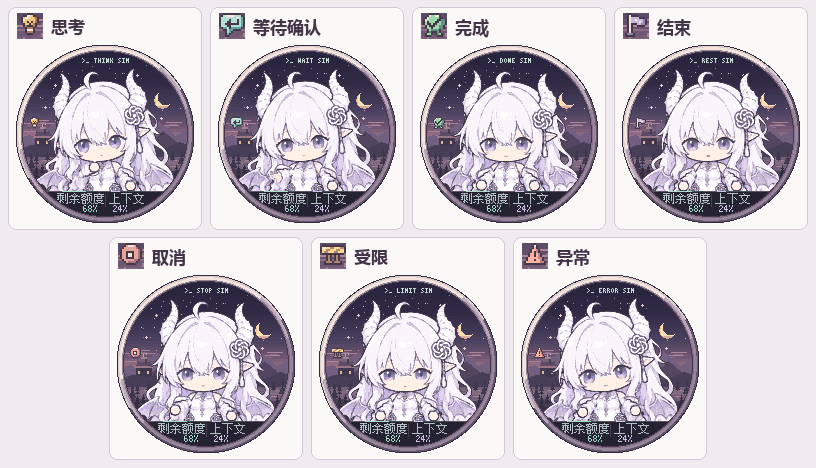 思考
>_ THINK SIM
剩余额度 上下文
68% 24%
等待确认
>_ WAIT SIM
剩余额度 上下文
68% 24%
完成
>_ DONE SIM
剩余额度 上下文
68% 24%
结束
>_ REST SIM
剩余额度 上下文
68% 24%
取消
>_ STOP SIM
剩余额度 上下文
68% 24%
受限
>_ LIMIT SIM
剩余额度 上下文
68% 24%
异常
>_ ERROR SIM
剩余额度 上下文
68% 24%